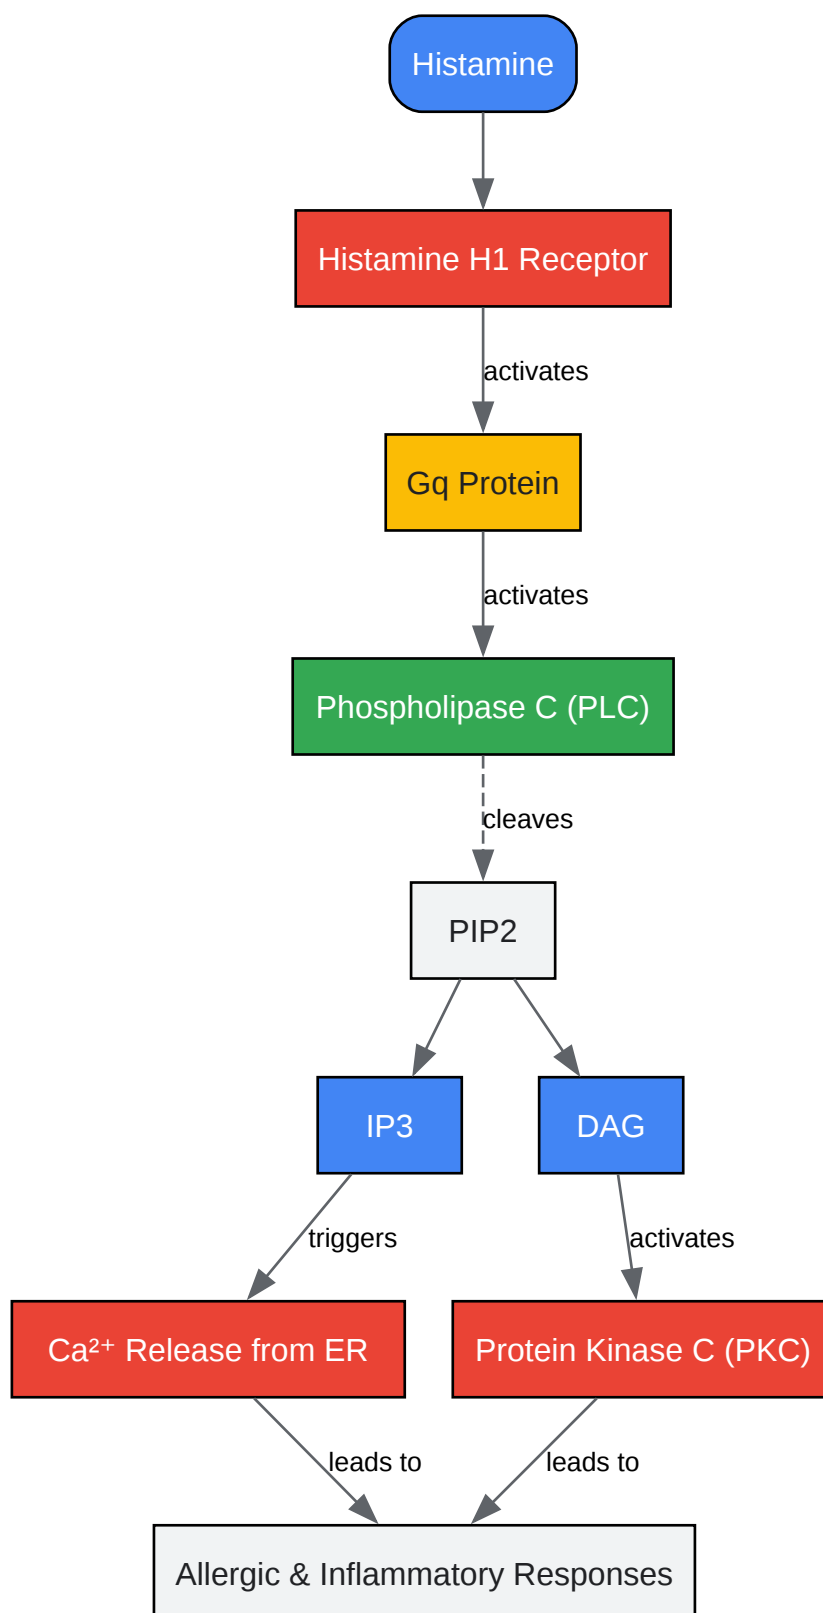 Histamine
Histamine H1 Receptor
activates
Gq Protein
activates
Phospholipase C (PLC)
cleaves
PIP2
IP3
DAG
triggers
activates
Ca²⁺ Release from ER
Protein Kinase C (PKC)
leads to
leads to
Allergic & Inflammatory Responses